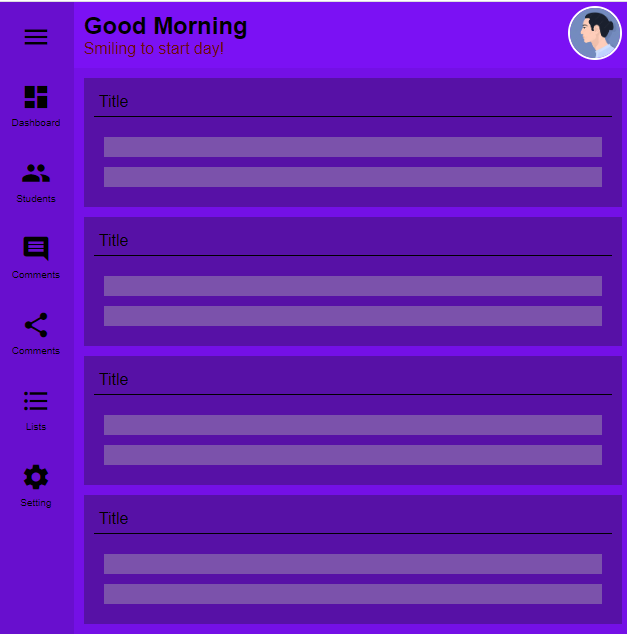 Good Morning
Smiling to start day!
Dashboard
Students
Comments
Comments
Lists
Setting
Title
Title
Title
Title